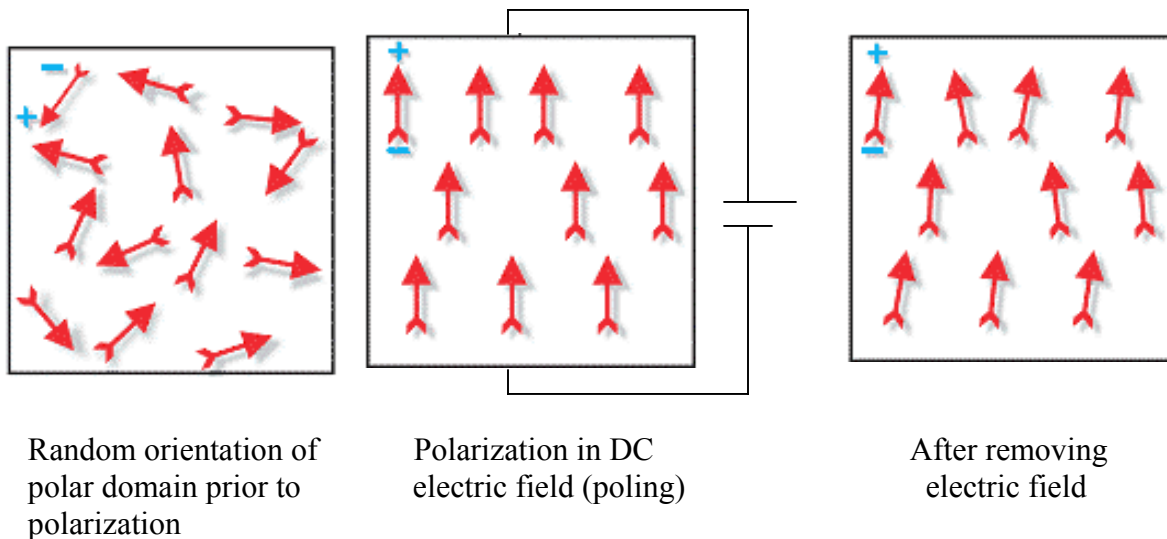 −
+
+
−
+
−
Random orientation of
polar domain prior to
polarization
Polarization in DC
electric field (poling)
After removing
electric field